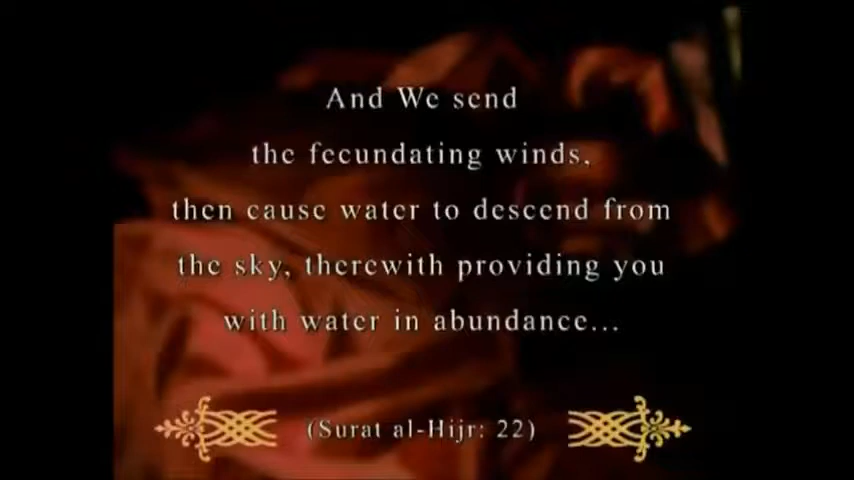 And We send
the fecundating winds,
then cause water to descend from
the sky, therewith providing you
with water in abundance...
(Surat al-Hijr: 22)